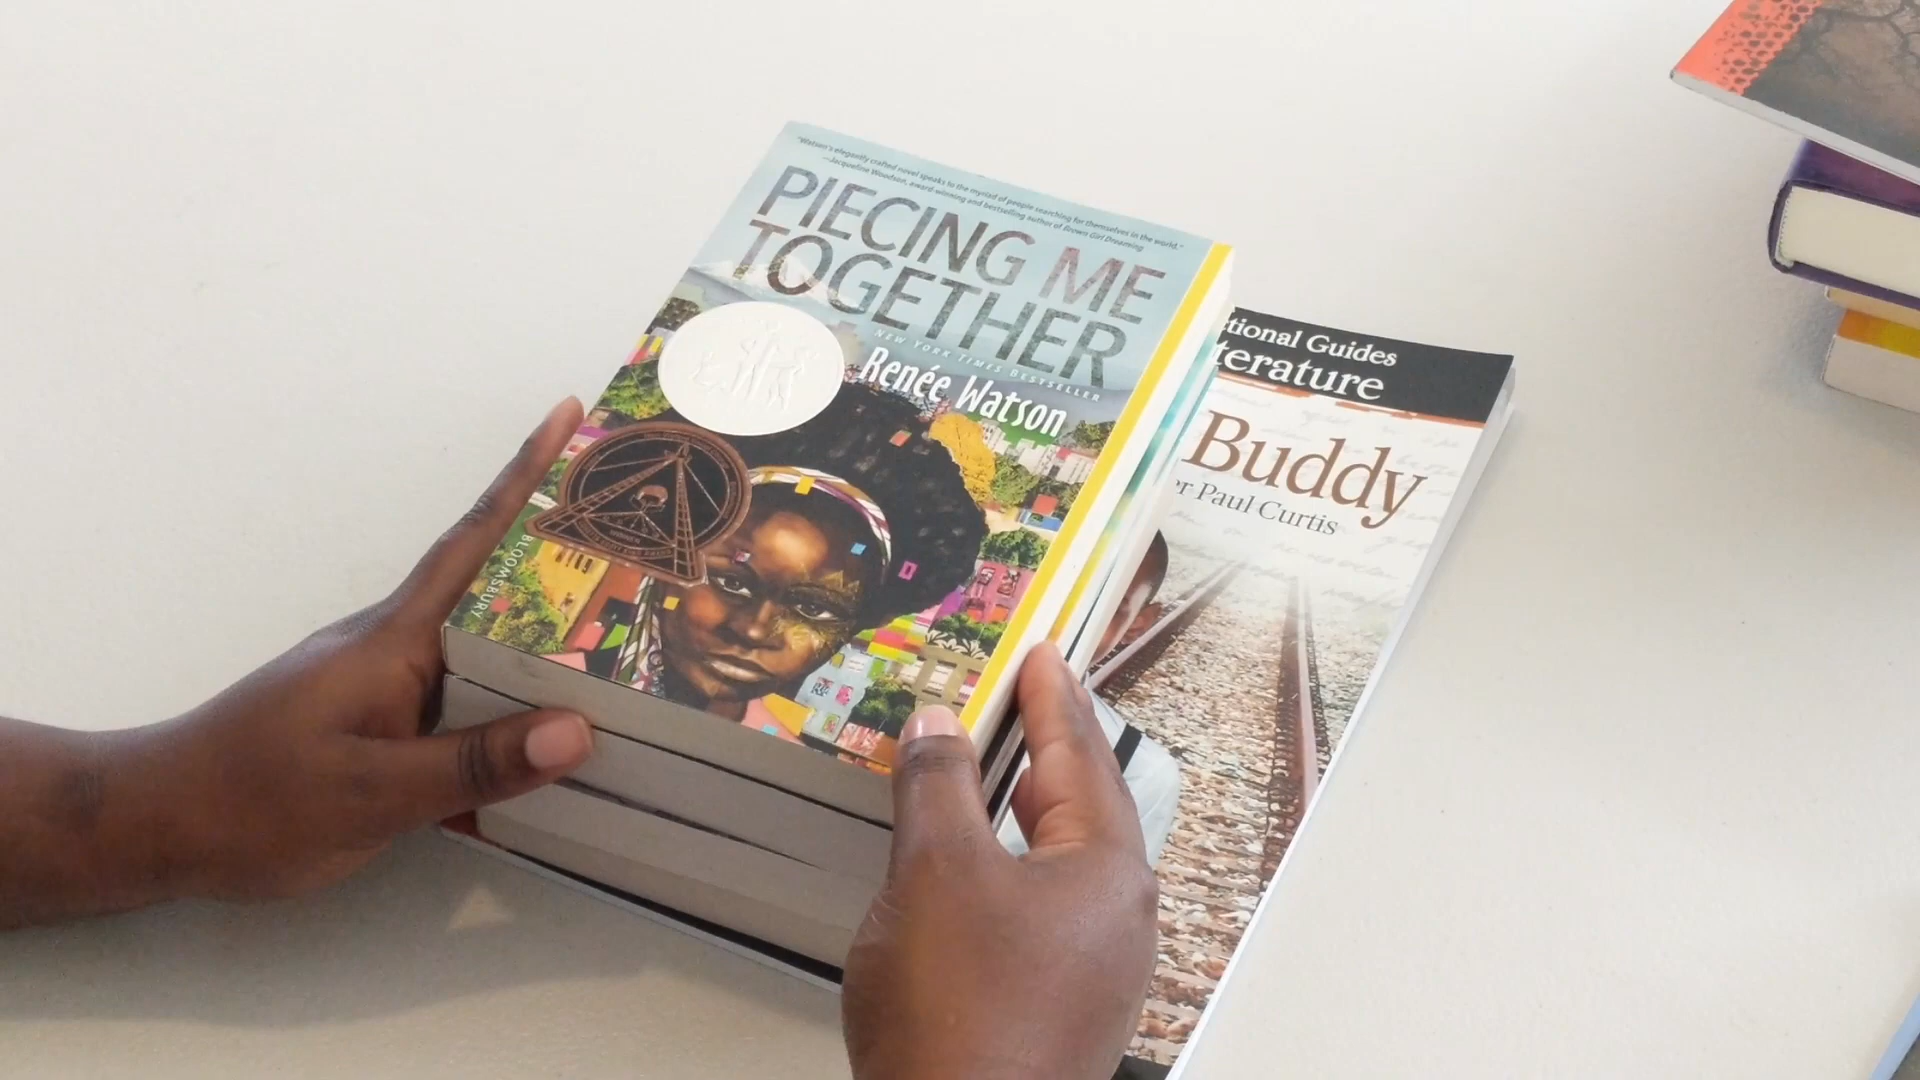 "Watson's elegantly crafted novel speaks to the myriad of people searching for themselves in the world."
—Jacqueline Woodson, award-winning and bestselling author of Brown Girl Dreaming
PIECING ME
TOGETHER
NEW YORK TIMES BESTSELLER
Renée Watson
BLOOMSBURY
ctional Guides
terature
Buddy
er Paul Curtis